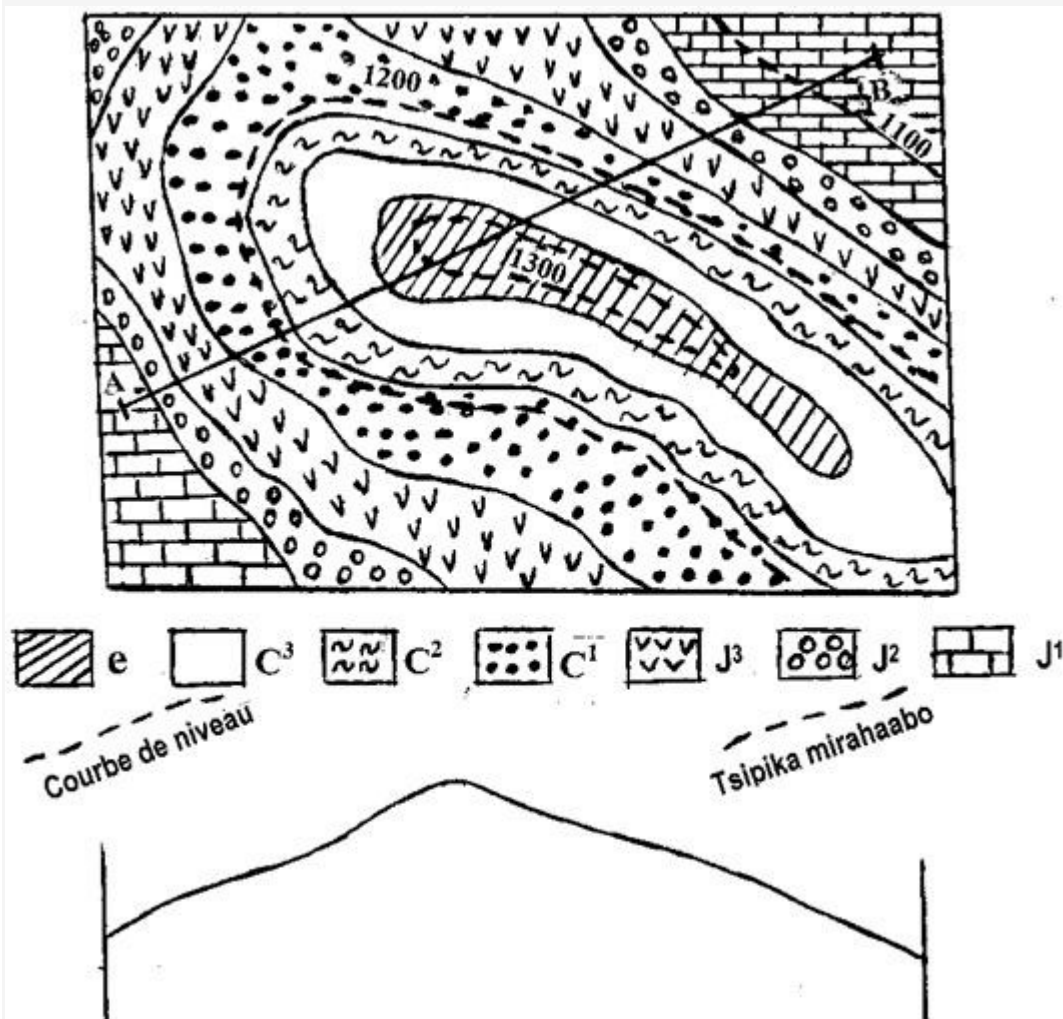 1200
B
1100
1300
A
e C³ C² C¹ J³ J² J¹
Courbe de niveau
Tsipika mirahaabo